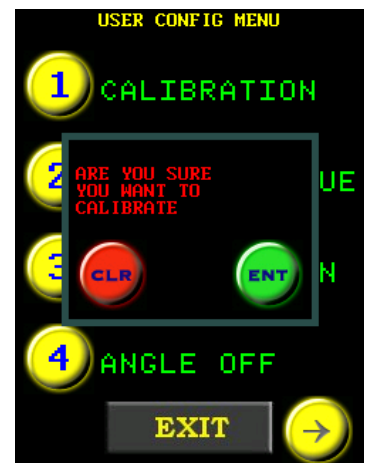 USER CONFIG MENU
1 CALIBRATION
2 UE
ARE YOU SURE
YOU WANT TO
CALIBRATE
3 N
CLR ENT
4 ANGLE OFF
EXIT